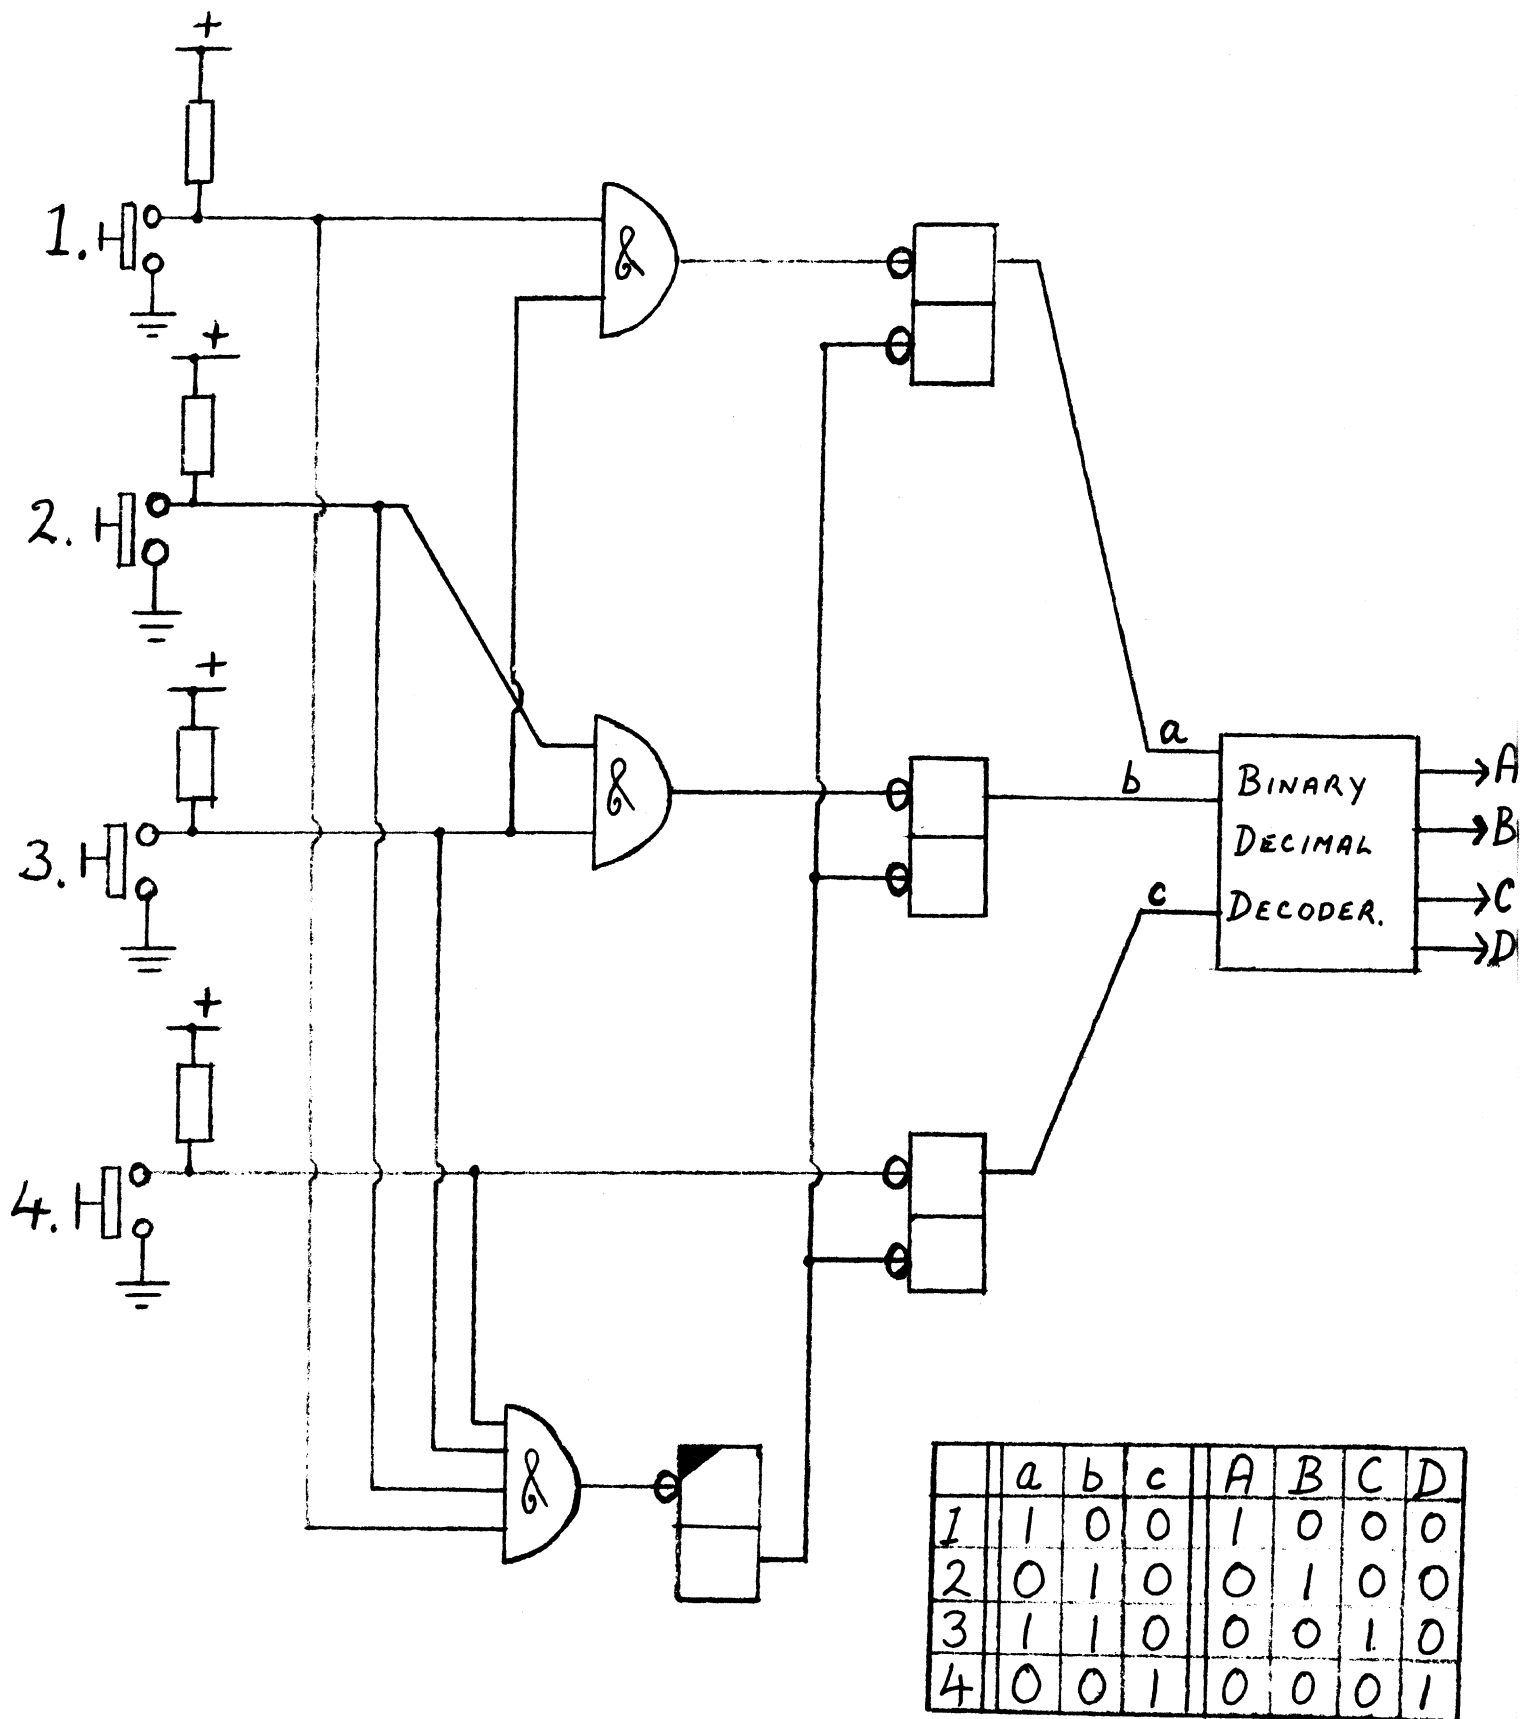 +
1.
&
+
2.
+
3.
&
a
b
c
BINARY
DECIMAL
DECODER.
A
B
C
D
+
4.
&
a b c A B C D
1 1 0 0 1 0 0 0
2 0 1 0 0 1 0 0
3 1 1 0 0 0 1 0
4 0 0 1 0 0 0 1